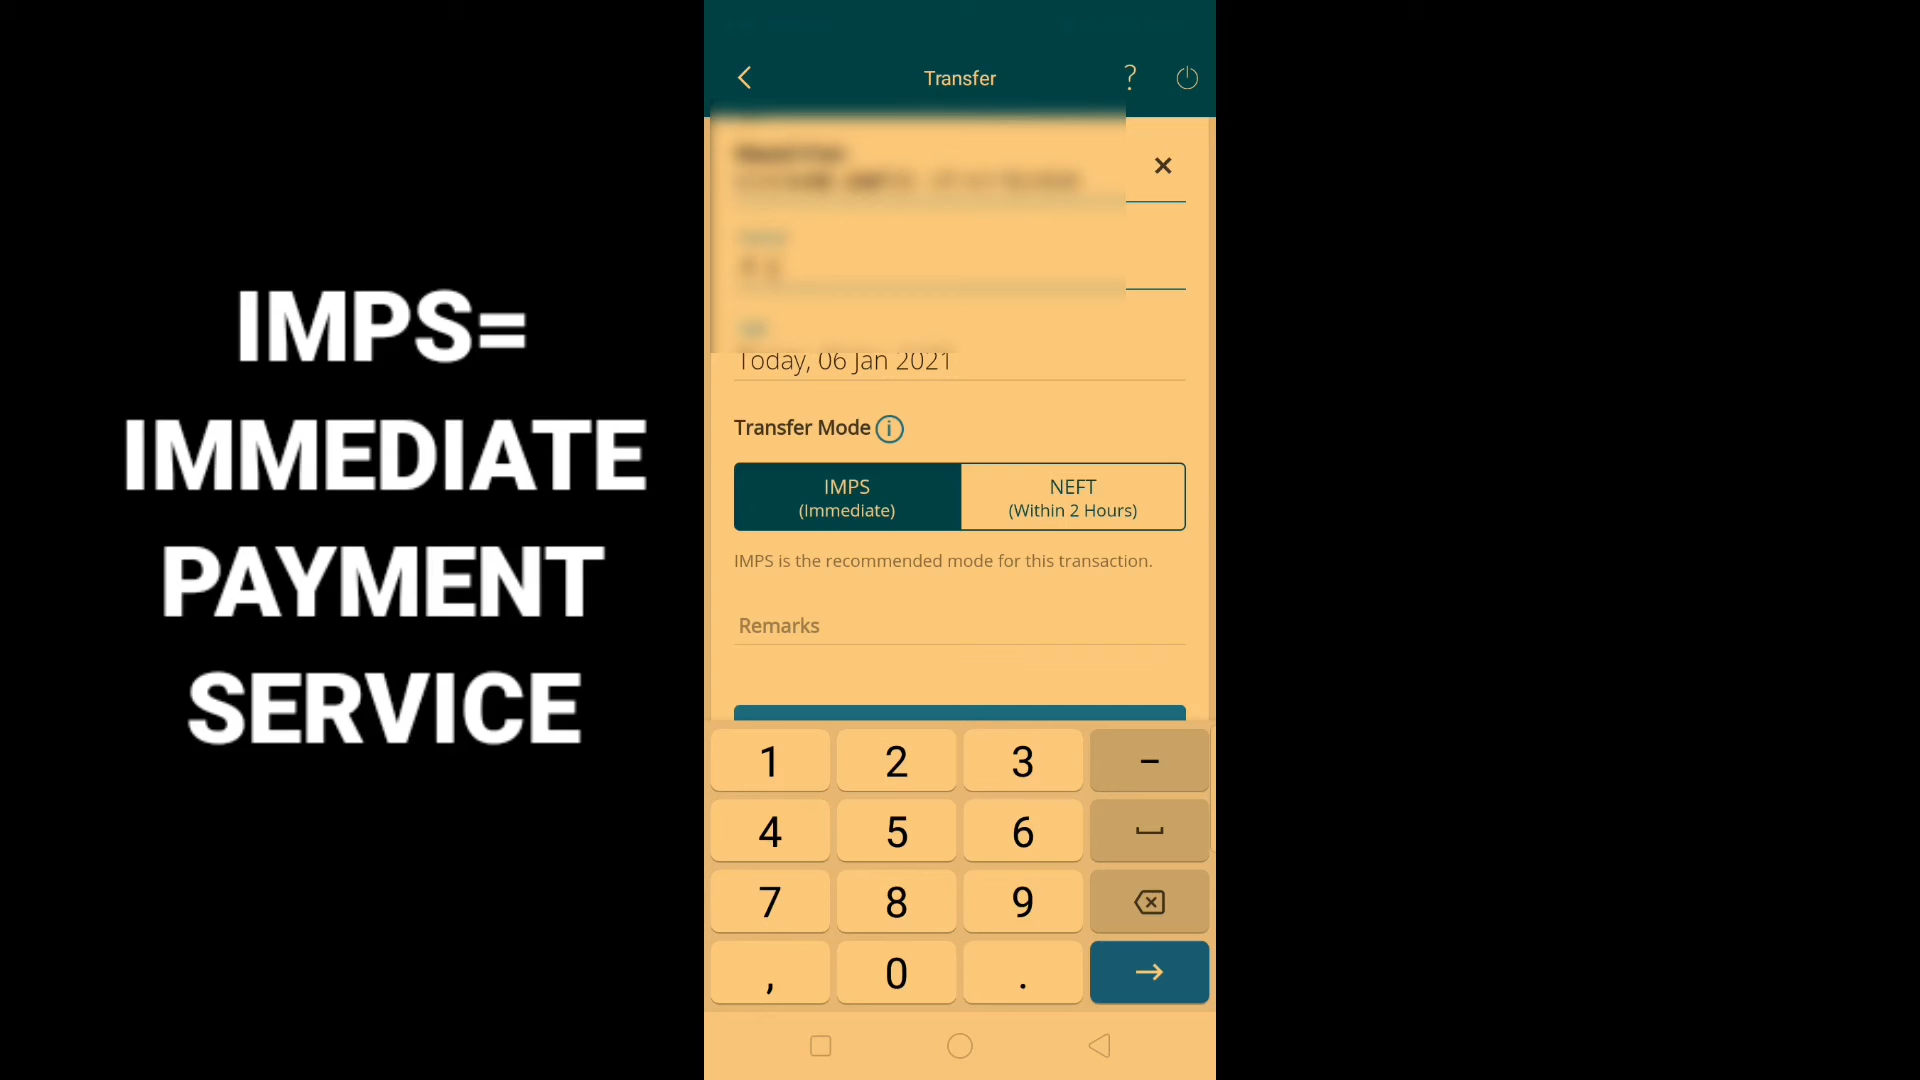 IMPS=
IMMEDIATE
PAYMENT
SERVICE
Transfer
?
Today, 06 Jan 2021
Transfer Mode i
IMPS
(Immediate)
NEFT
(Within 2 Hours)
IMPS is the recommended mode for this transaction.
Remarks
1 2 3 -
4 5 6
7 8 9
, 0 .